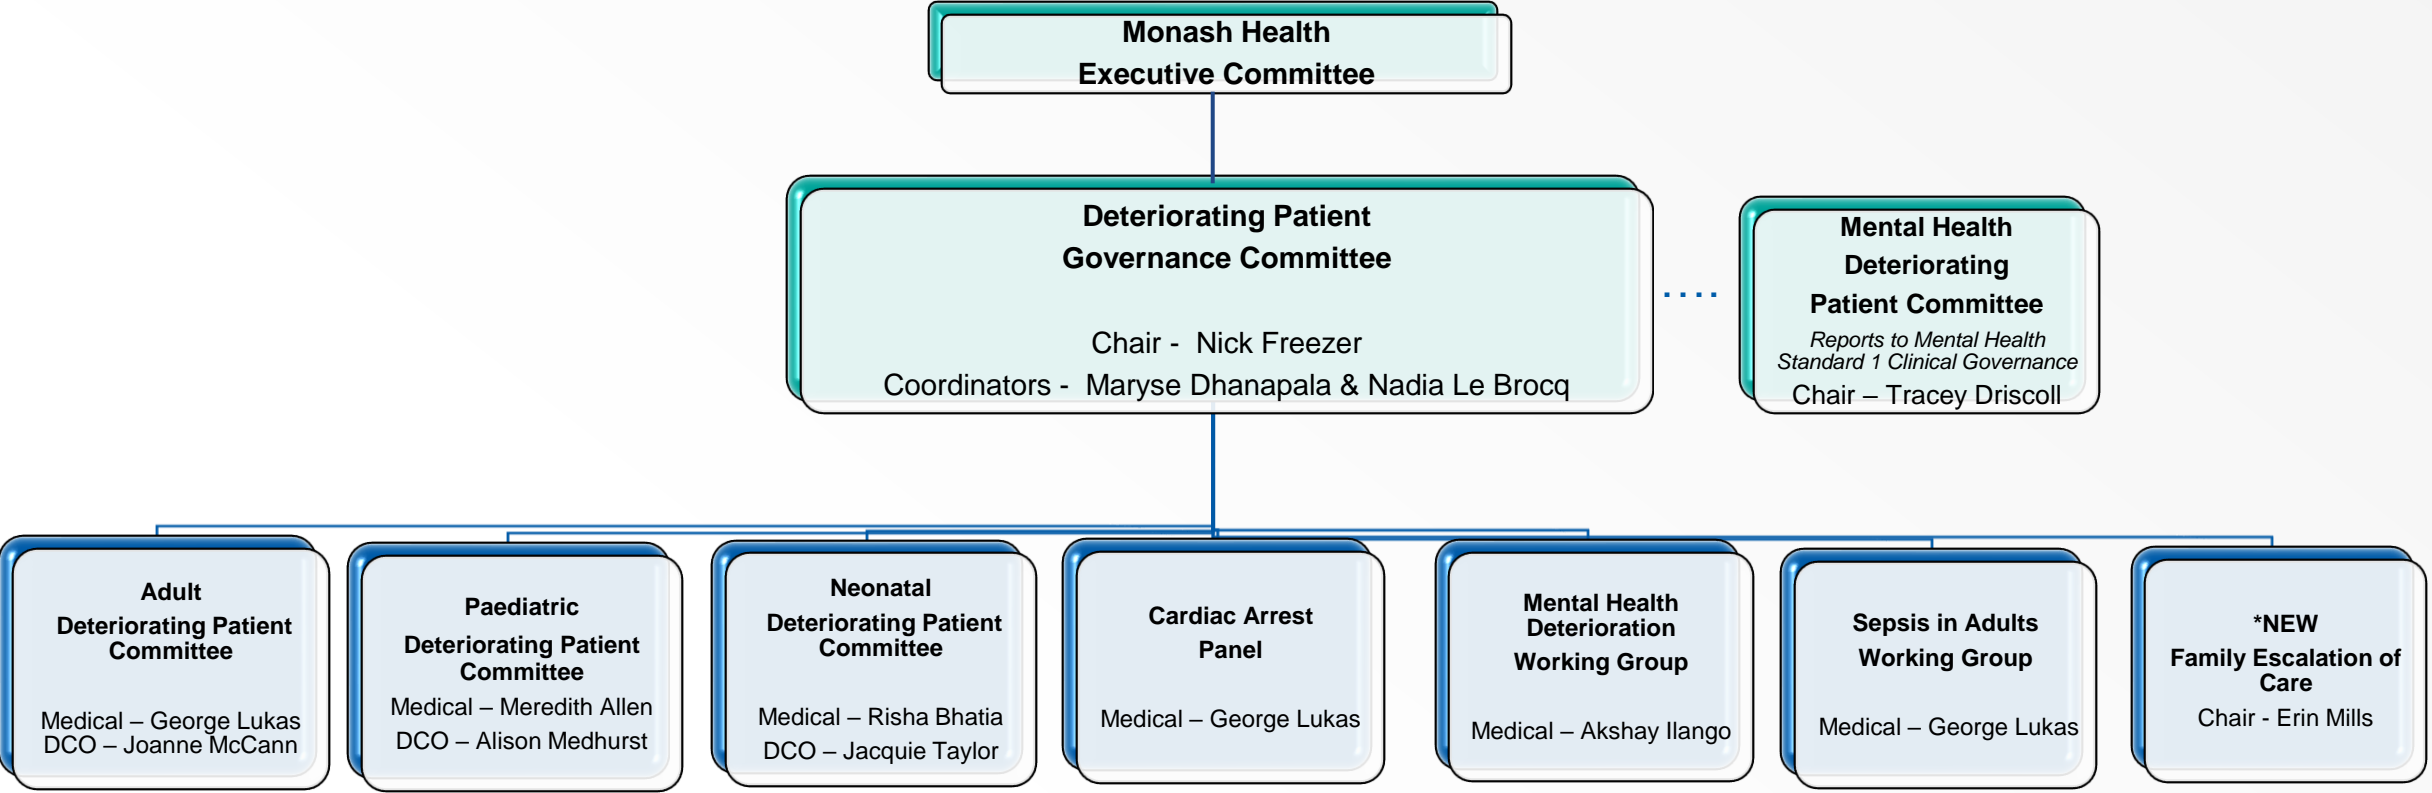 Monash Health
Executive Committee
Deteriorating Patient
Governance Committee
Chair -  Nick Freezer
Coordinators -  Maryse Dhanapala & Nadia Le Brocq
Mental Health
Deteriorating
Patient Committee
Reports to Mental Health
Standard 1 Clinical Governance
Chair – Tracey Driscoll
Adult
Deteriorating Patient
Committee
Medical – George Lukas
DCO – Joanne McCann
Paediatric
Deteriorating Patient
Committee
Medical – Meredith Allen
DCO – Alison Medhurst
Neonatal
Deteriorating Patient
Committee
Medical – Risha Bhatia
DCO – Jacquie Taylor
Cardiac Arrest
Panel
Medical – George Lukas
Mental Health
Deterioration
Working Group
Medical – Akshay Ilango
Sepsis in Adults
Working Group
Medical – George Lukas
*NEW
Family Escalation of
Care
Chair - Erin Mills